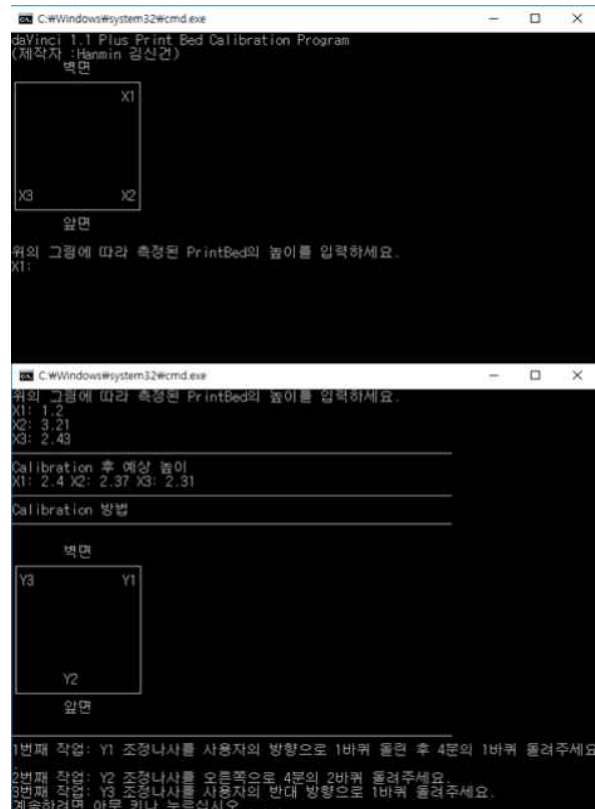 C:₩Windows₩system32₩cmd.exe
daVinci 1.1 Plus Print Bed Calibration Program
(제작자 :Hanmin 김신건)
벽면
X1
X3 X2
앞면
위의 그림에 따라 측정된 PrintBed의 높이를 입력하세요.
X1:
C:₩Windows₩system32₩cmd.exe
위의 그림에 따라 측정된 PrintBed의 높이를 입력하세요.
X1: 1.2
X2: 3.21
X3: 2.43
Calibration 후 예상 높이
X1: 2.4 X2: 2.37 X3: 2.31
Calibration 방법
벽면
Y3 Y1
Y2
앞면
1번째 작업: Y1 조정나사를 사용자의 방향으로 1바퀴 돌린 후 4분의 1바퀴 돌려주세요
.
2번째 작업: Y2 조정나사를 오른쪽으로 4분의 2바퀴 돌려주세요.
3번째 작업: Y3 조정나사를 사용자의 반대 방향으로 1바퀴 돌려주세요.
계속하려면 아무 키나 누르십시오